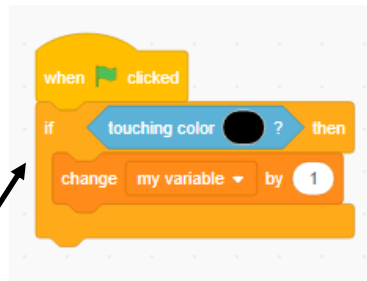 when clicked
if touching color ? then
change my variable by 1